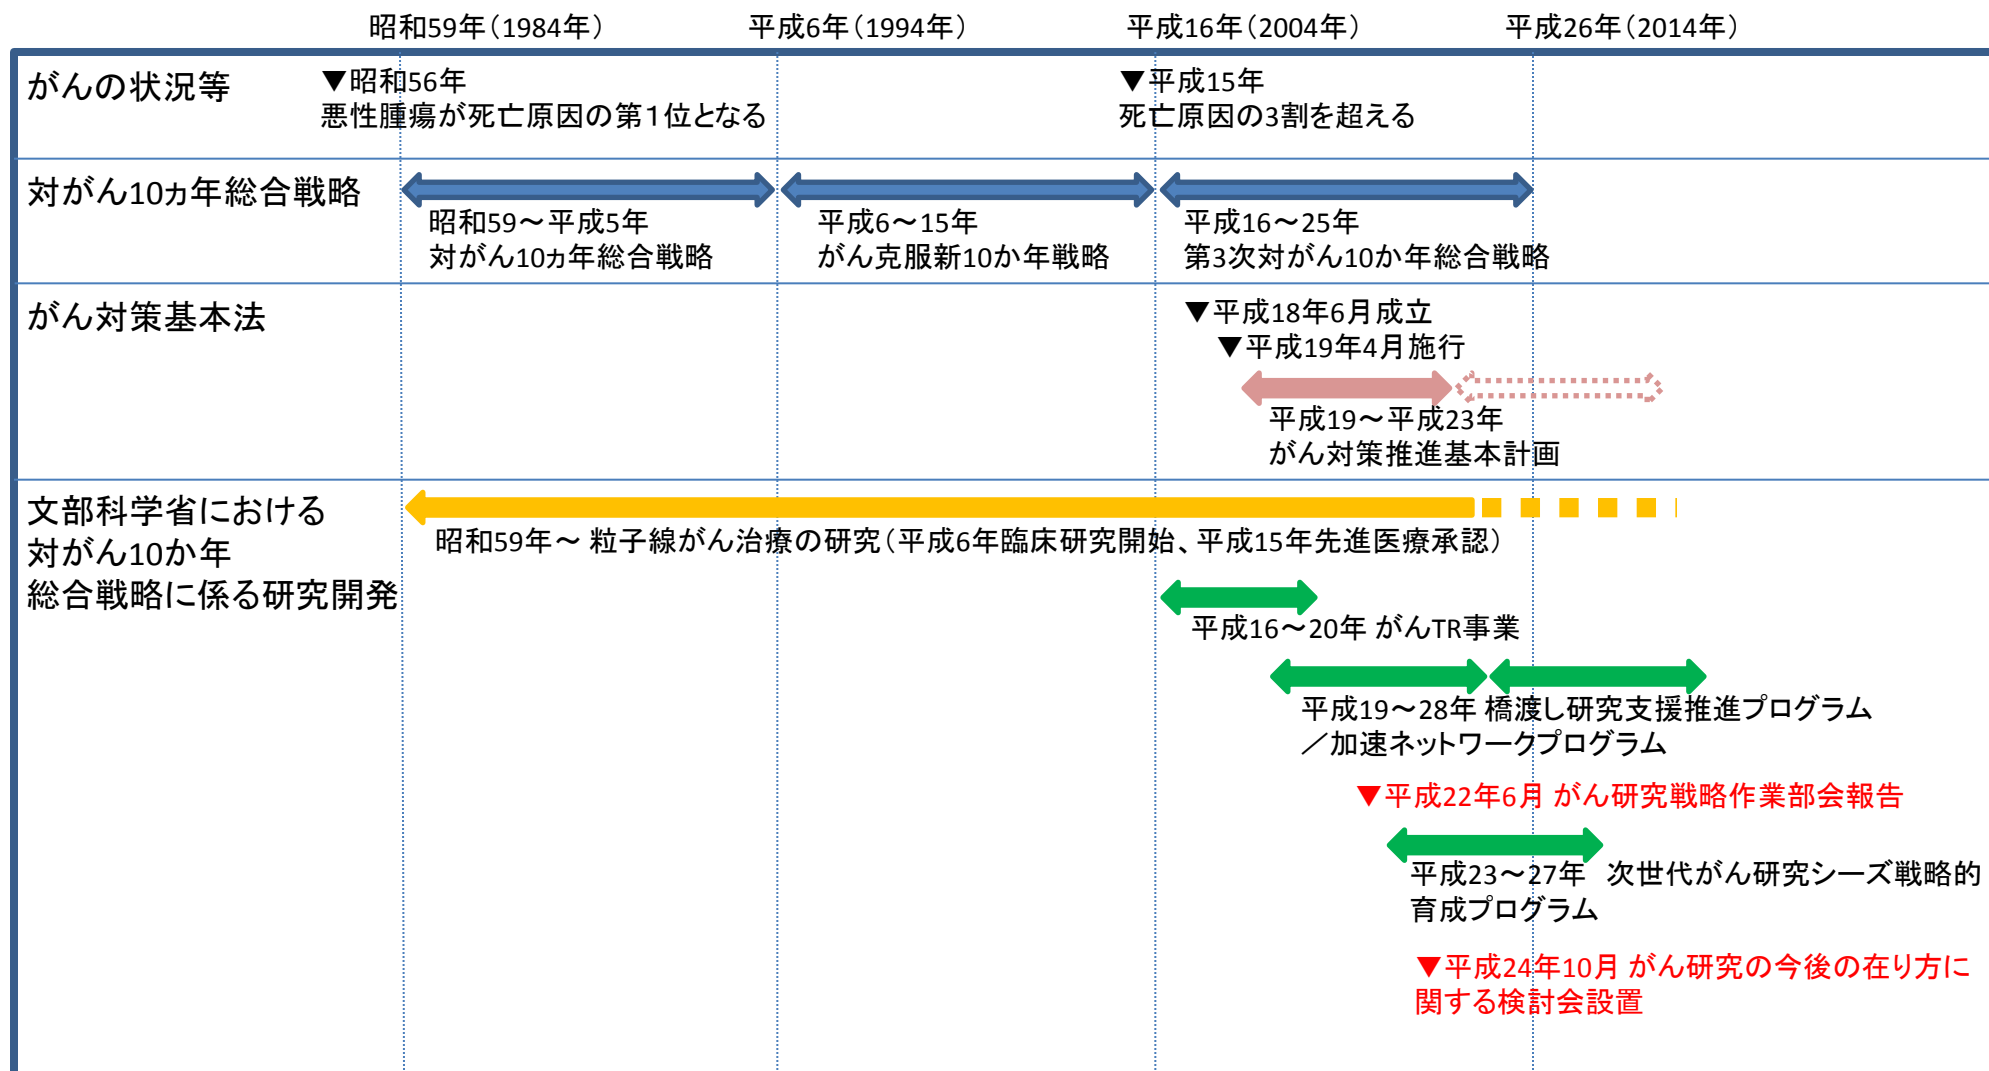 昭和59年(1984年)
平成6年(1994年)
平成16年(2004年)
平成26年(2014年)
がんの状況等
▼昭和56年
悪性腫瘍が死亡原因の第1位となる
▼平成15年
死亡原因の3割を超える
対がん10ヵ年総合戦略
昭和59～平成5年
対がん10ヵ年総合戦略
平成6～15年
がん克服新10か年戦略
平成16～25年
第3次対がん10か年総合戦略
がん対策基本法
▼平成18年6月成立
▼平成19年4月施行
平成19～平成23年
がん対策推進基本計画
文部科学省における
対がん10か年
総合戦略に係る研究開発
昭和59年～ 粒子線がん治療の研究(平成6年臨床研究開始、平成15年先進医療承認)
平成16～20年 がんTR事業
平成19～28年 橋渡し研究支援推進プログラム
／加速ネットワークプログラム
▼平成22年6月 がん研究戦略作業部会報告
平成23～27年 次世代がん研究シーズ戦略的
育成プログラム
▼平成24年10月 がん研究の今後の在り方に
関する検討会設置